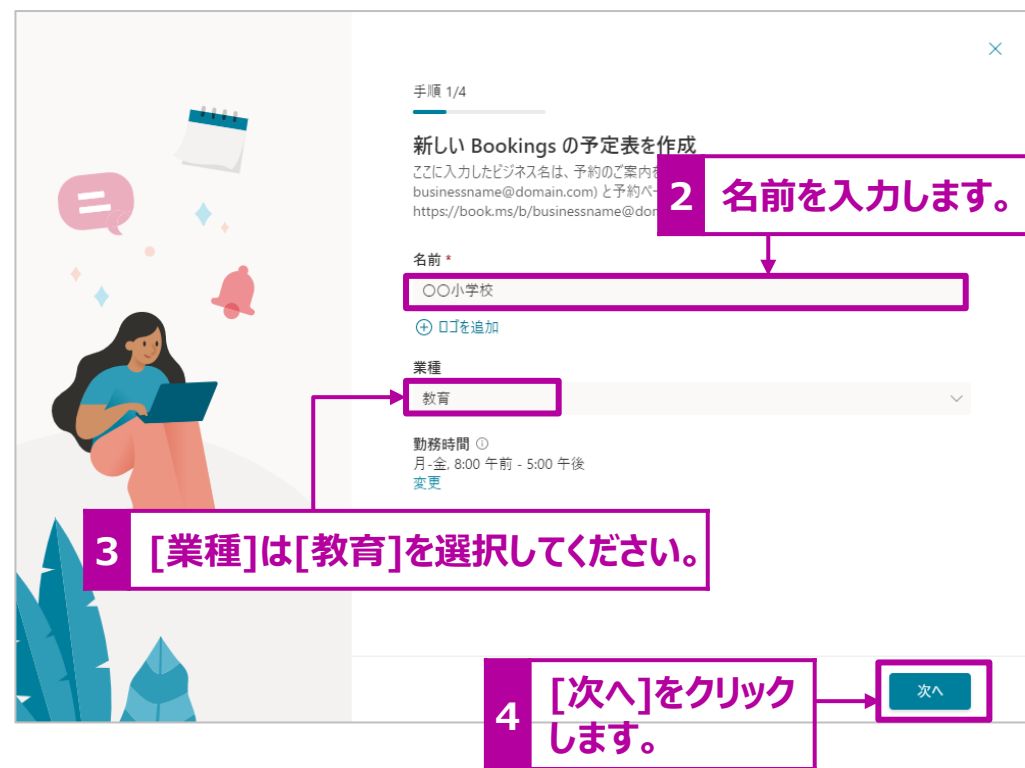 手順 1/4
新しい Bookings の予定表を作成
ここに入力したビジネス名は、予約のご案内を
businessname@domain.com) と予約ペー
https://book.ms/b/businessname@dom
2 名前を入力します。
名前 *
〇〇小学校
ロゴを追加
業種
教育
勤務時間
月-金, 8:00 午前 - 5:00 午後
変更
3 [業種]は[教育]を選択してください。
4 [次へ]をクリック
します。
次へ